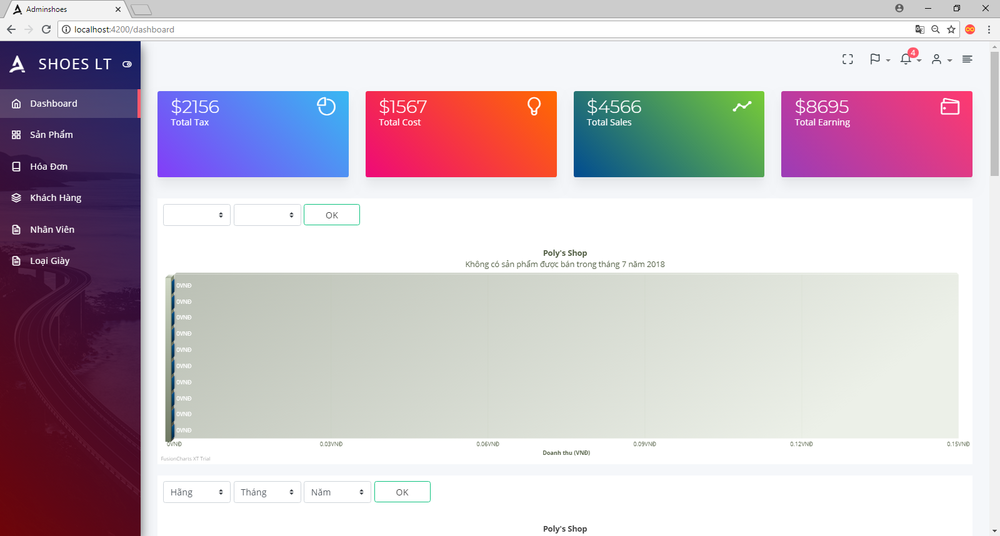 Adminshoes
localhost:4200/dashboard
SHOES LT
4
Dashboard
Sản Phẩm
Hóa Đơn
Khách Hàng
Nhân Viên
Loại Giày
$2156
Total Tax
$1567
Total Cost
$4566
Total Sales
$8695
Total Earning
OK
Poly's Shop
Không có sản phẩm được bán trong tháng 7 năm 2018
0VNĐ
0VNĐ
0VNĐ
0VNĐ
0VNĐ
0VNĐ
0VNĐ
0VNĐ
0VNĐ
0VNĐ
0VNĐ 0.03VNĐ 0.06VNĐ 0.09VNĐ 0.12VNĐ 0.15VNĐ
Doanh thu (VNĐ)
FusionCharts XT Trial
Hãng Tháng Năm OK
Poly's Shop